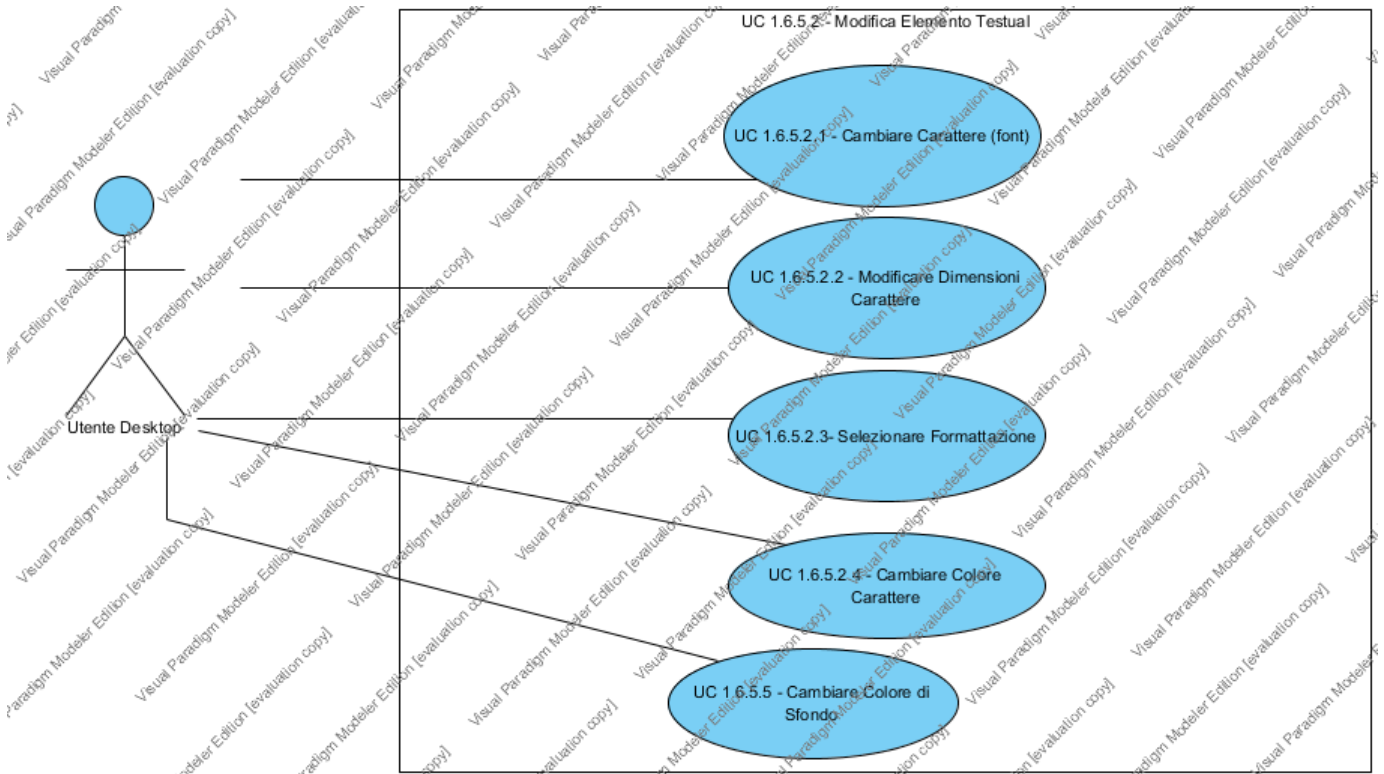 UC 1.6.5.2 - Modifica Elemento Testual
UC 1.6.5.2.1 - Cambiare Carattere (font)
UC 1.6.5.2.2 - Modificare Dimensioni
Carattere
UC 1.6.5.2.3- Selezionare Formattazione
Utente Desktop
UC 1.6.5.2.4 - Cambiare Colore
Carattere
UC 1.6.5.5 - Cambiare Colore di
Sfondo
Visual Paradigm Modeler Edition [evaluation copy]